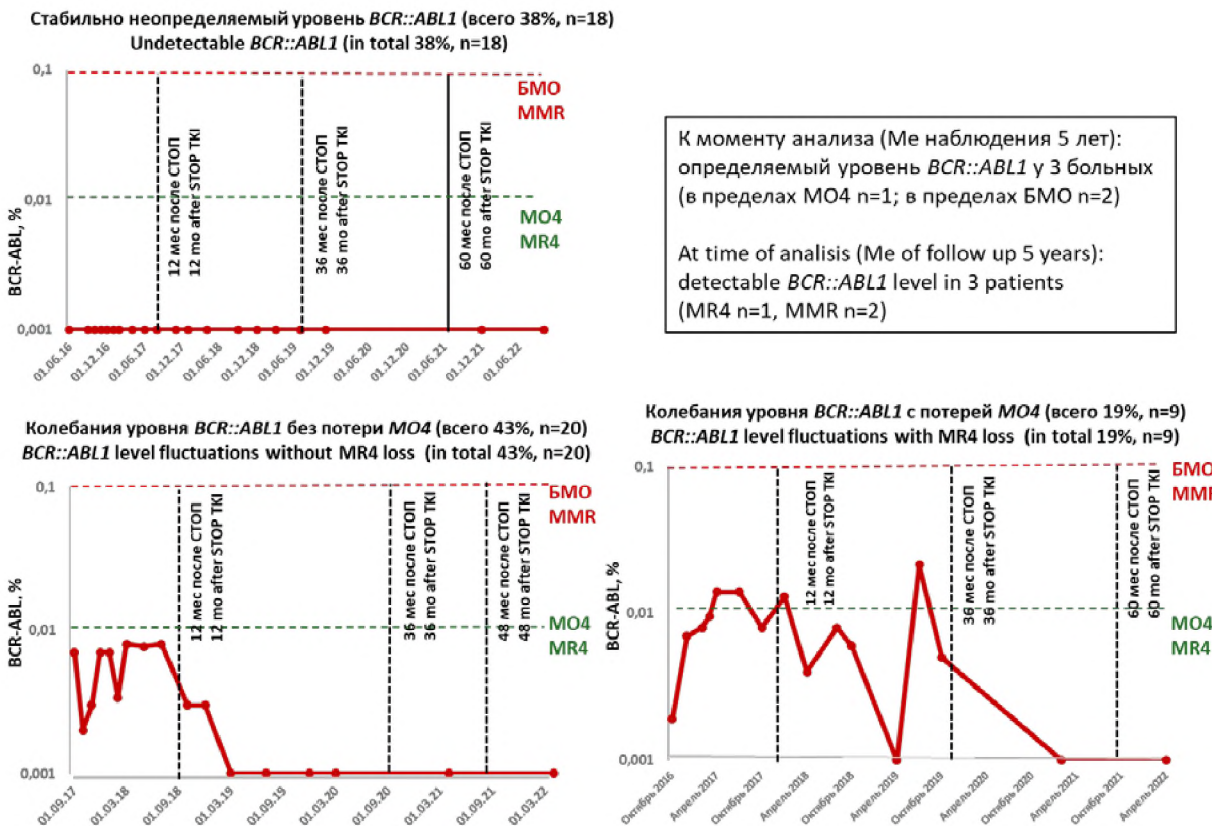 Стабильно неопределяемый уровень BCR::ABL1 (всего 38%, n=18)
Undetectable BCR::ABL1 (in total 38%, n=18)
BCR-ABL, %
0,1
0,01
0,001
БМО
MMR
МО4
MR4
12 мес после СТОП
12 mo after STOP TKI
36 мес после СТОП
36 mo after STOP TKI
60 мес после СТОП
60 mo after STOP TKI
01.06.16
01.12.16
01.06.17
01.12.17
01.06.18
01.12.18
01.06.19
01.12.19
01.06.20
01.12.20
01.06.21
01.12.21
01.06.22
К моменту анализа (Ме наблюдения 5 лет):
определяемый уровень BCR::ABL1 у 3 больных
(в пределах МО4 n=1; в пределах БМО n=2)
At time of analisis (Me of follow up 5 years):
detectable BCR::ABL1 level in 3 patients
(MR4 n=1, MMR n=2)
Колебания уровня BCR::ABL1 без потери МО4 (всего 43%, n=20)
BCR::ABL1 level fluctuations without MR4 loss (in total 43%, n=20)
BCR-ABL, %
0,1
0,01
0,001
БМО
MMR
МО4
MR4
12 мес после СТОП
12 mo after STOP TKI
36 мес после СТОП
36 mo after STOP TKI
48 мес после СТОП
48 mo after STOP TKI
01.09.17
01.03.18
01.09.18
01.03.19
01.09.19
01.03.20
01.09.20
01.03.21
01.09.21
01.03.22
Колебания уровня BCR::ABL1 с потерей МО4 (всего 19%, n=9)
BCR::ABL1 level fluctuations with MR4 loss (in total 19%, n=9)
BCR-ABL, %
0,1
0,01
0,001
БМО
MMR
МО4
MR4
12 мес после СТОП
12 mo after STOP TKI
36 мес после СТОП
36 mo after STOP TKI
60 мес после СТОП
60 mo after STOP TKI
Октябрь 2016
Апрель 2017
Октябрь 2017
Апрель 2018
Октябрь 2018
Апрель 2019
Октябрь 2019
Апрель 2020
Октябрь 2020
Апрель 2021
Октябрь 2021
Апрель 2022